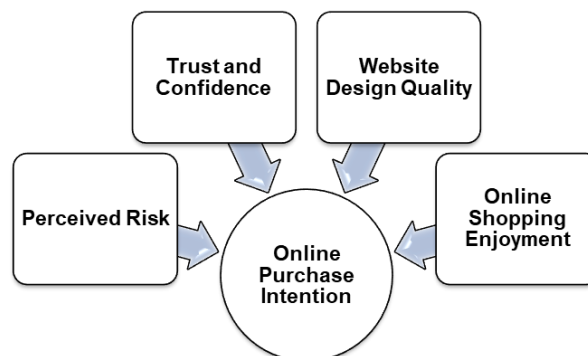 Trust and
Confidence
Website
Design Quality
Perceived Risk
Online
Shopping
Enjoyment
Online
Purchase
Intention